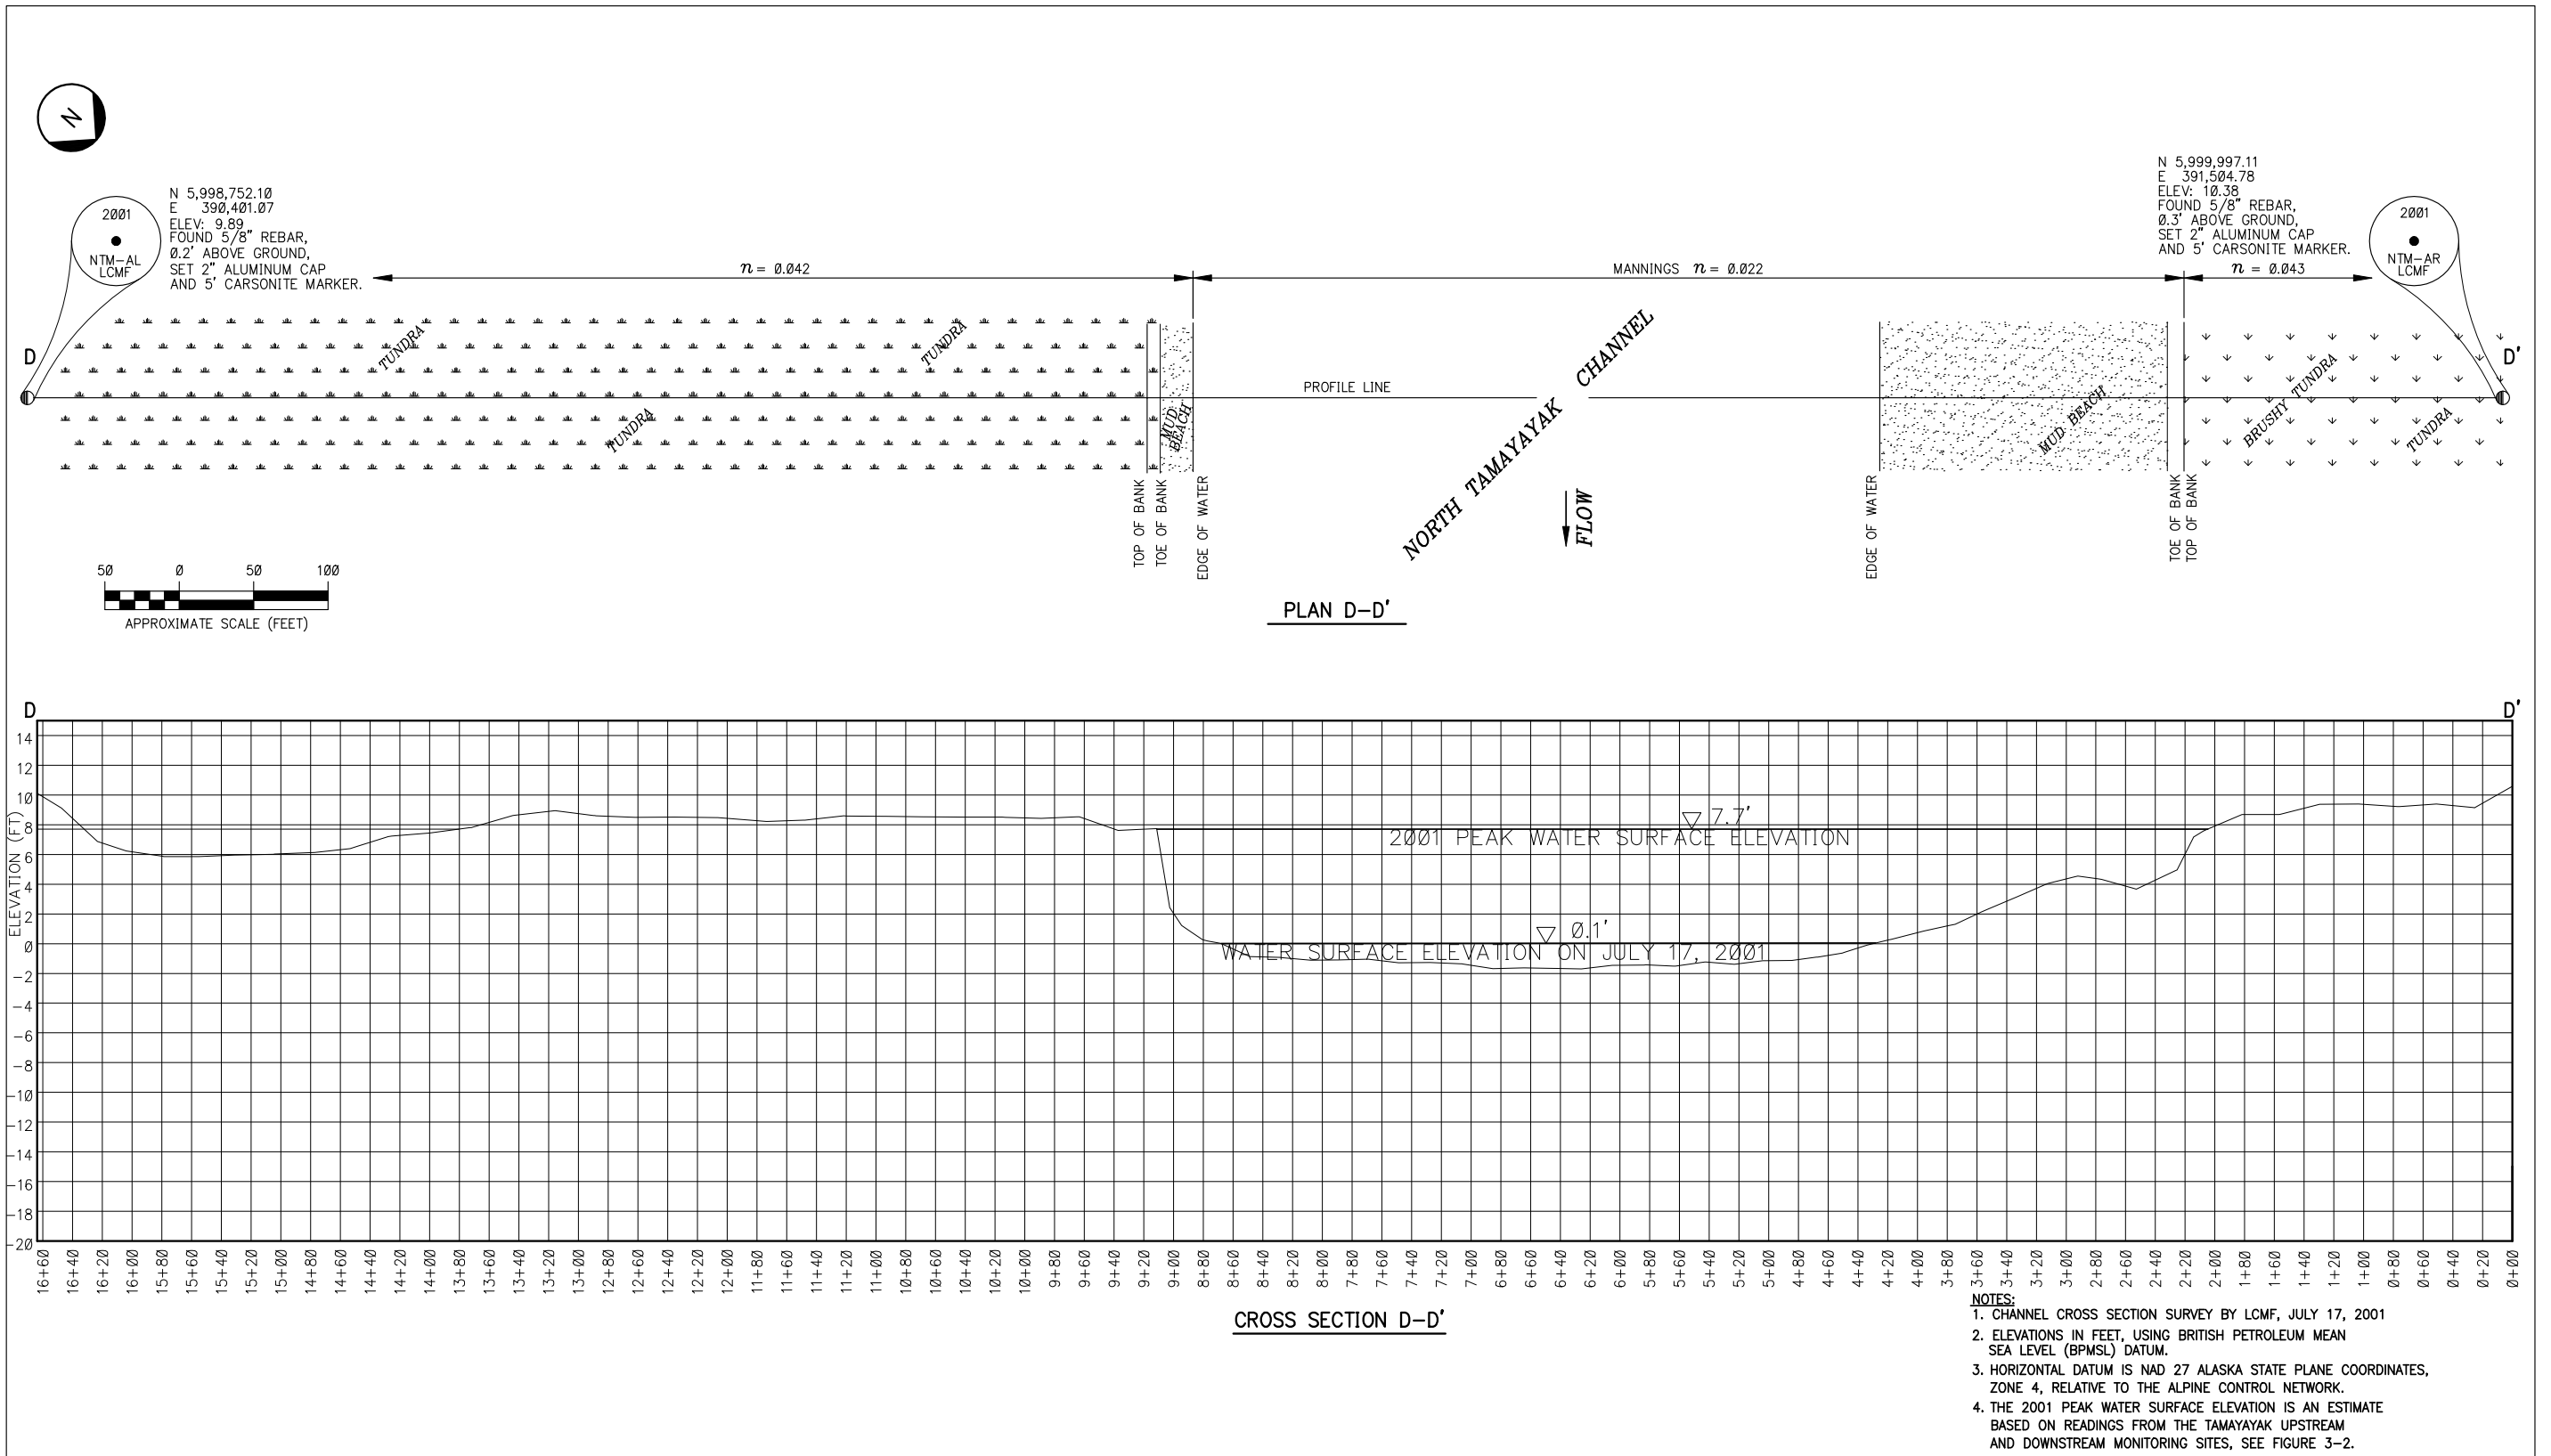 N
N 5,998,752.10
E 390,401.07
ELEV: 9.89
FOUND 5/8" REBAR,
0.2' ABOVE GROUND,
SET 2" ALUMINUM CAP
AND 5' CARSONITE MARKER.
2001
NTM-AL
LCMF
N 5,999,997.11
E 391,504.78
ELEV: 10.38
FOUND 5/8" REBAR,
0.3' ABOVE GROUND,
SET 2" ALUMINUM CAP
AND 5' CARSONITE MARKER.
2001
NTM-AR
LCMF
n = 0.042
MANNINGS n = 0.022
n = 0.043
D
D'
TUNDRA
TUNDRA
TUNDRA
MUD
BEACH
PROFILE LINE
NORTH TAMAYAYAK CHANNEL
FLOW
MUD BEACH
BRUSHY TUNDRA
TUNDRA
TOP OF BANK
TOE OF BANK
EDGE OF WATER
EDGE OF WATER
TOE OF BANK
TOP OF BANK
50 0 50 100
APPROXIMATE SCALE (FEET)
PLAN D-D'
D
D'
ELEVATION (FT)
14
12
10
8
6
4
2
0
-2
-4
-6
-8
-10
-12
-14
-16
-18
-20
7.7'
2001 PEAK WATER SURFACE ELEVATION
0.1'
WATER SURFACE ELEVATION ON JULY 17, 2001
16+60
16+40
16+20
16+00
15+80
15+60
15+40
15+20
15+00
14+80
14+60
14+40
14+20
14+00
13+80
13+60
13+40
13+20
13+00
12+80
12+60
12+40
12+20
12+00
11+80
11+60
11+40
11+20
11+00
10+80
10+60
10+40
10+20
10+00
9+80
9+60
9+40
9+20
9+00
8+80
8+60
8+40
8+20
8+00
7+80
7+60
7+40
7+20
7+00
6+80
6+60
6+40
6+20
6+00
5+80
5+60
5+40
5+20
5+00
4+80
4+60
4+40
4+20
4+00
3+80
3+60
3+40
3+20
3+00
2+80
2+60
2+40
2+20
2+00
1+80
1+60
1+40
1+20
1+00
0+80
0+60
0+40
0+20
0+00
CROSS SECTION D-D'
NOTES:
1. CHANNEL CROSS SECTION SURVEY BY LCMF, JULY 17, 2001
2. ELEVATIONS IN FEET, USING BRITISH PETROLEUM MEAN
SEA LEVEL (BPMSL) DATUM.
3. HORIZONTAL DATUM IS NAD 27 ALASKA STATE PLANE COORDINATES,
ZONE 4, RELATIVE TO THE ALPINE CONTROL NETWORK.
4. THE 2001 PEAK WATER SURFACE ELEVATION IS AN ESTIMATE
BASED ON READINGS FROM THE TAMAYAYAK UPSTREAM
AND DOWNSTREAM MONITORING SITES, SEE FIGURE 3-2.